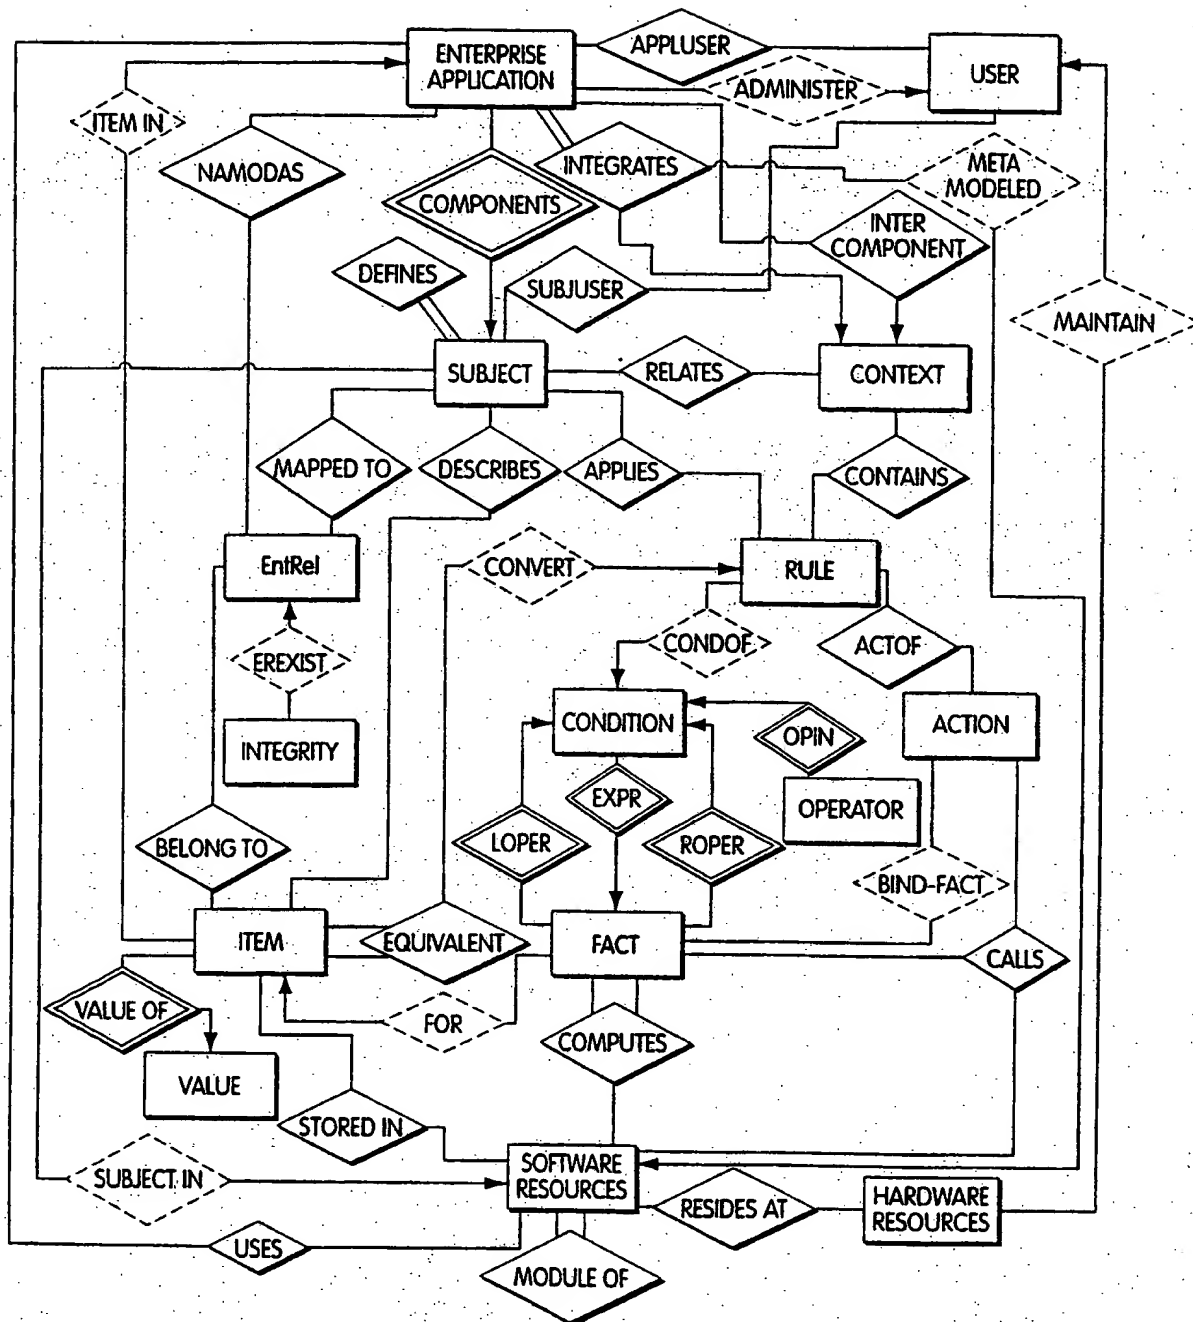 ENTERPRISE
APPLICATION
APPLUSER
USER
ADMINISTER
ITEM IN
NAMODAS
INTEGRATES
META
MODELED
COMPONENTS
INTER
COMPONENT
DEFINES
SUBJUSER
MAINTAIN
SUBJECT
RELATES
CONTEXT
MAPPED TO
DESCRIBES
APPLIES
CONTAINS
EntRel
CONVERT
RULE
EREXIST
CONDOF
ACTOF
INTEGRITY
CONDITION
OPIN
ACTION
EXPR
OPERATOR
BELONG TO
LOPER
ROPER
BIND-FACT
ITEM
EQUIVALENT
FACT
CALLS
VALUE OF
FOR
COMPUTES
VALUE
STORED IN
SUBJECT IN
SOFTWARE
RESOURCES
RESIDES AT
HARDWARE
RESOURCES
USES
MODULE OF